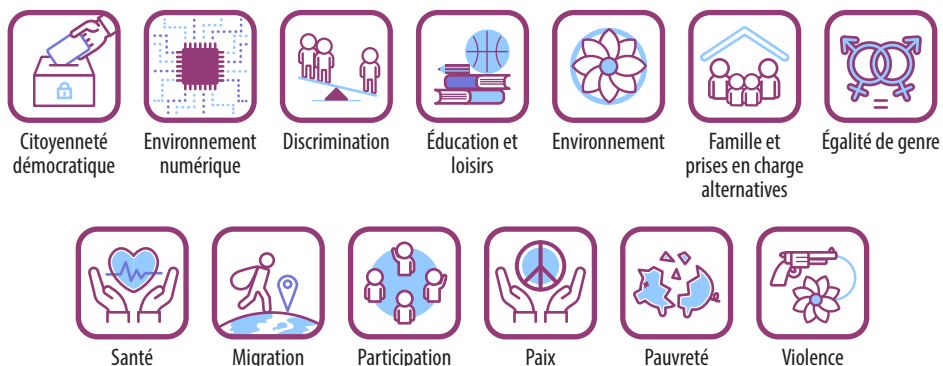 Citoyenneté
démocratique
Environnement
numérique
Discrimination
Éducation et
loisirs
Environnement
Famille et
prises en charge
alternatives
Égalité de genre
Santé
Migration
Participation
Paix
Pauvreté
Violence